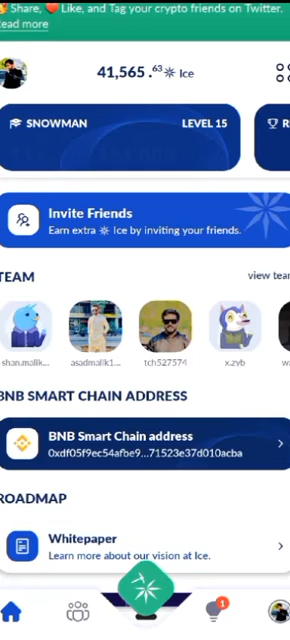 Share, Like, and Tag your crypto friends on Twitter.
Read more
41,565.63 Ice
SNOWMAN
LEVEL 15
Invite Friends
Earn extra Ice by inviting your friends.
TEAM
view tea
shan.malik...
asadmalik1...
tch527574
x.zyb
BNB SMART CHAIN ADDRESS
BNB Smart Chain address
0xdf05f9ec54afbe9...71523e37d010acba
ROADMAP
Whitepaper
Learn more about our vision at Ice.
1